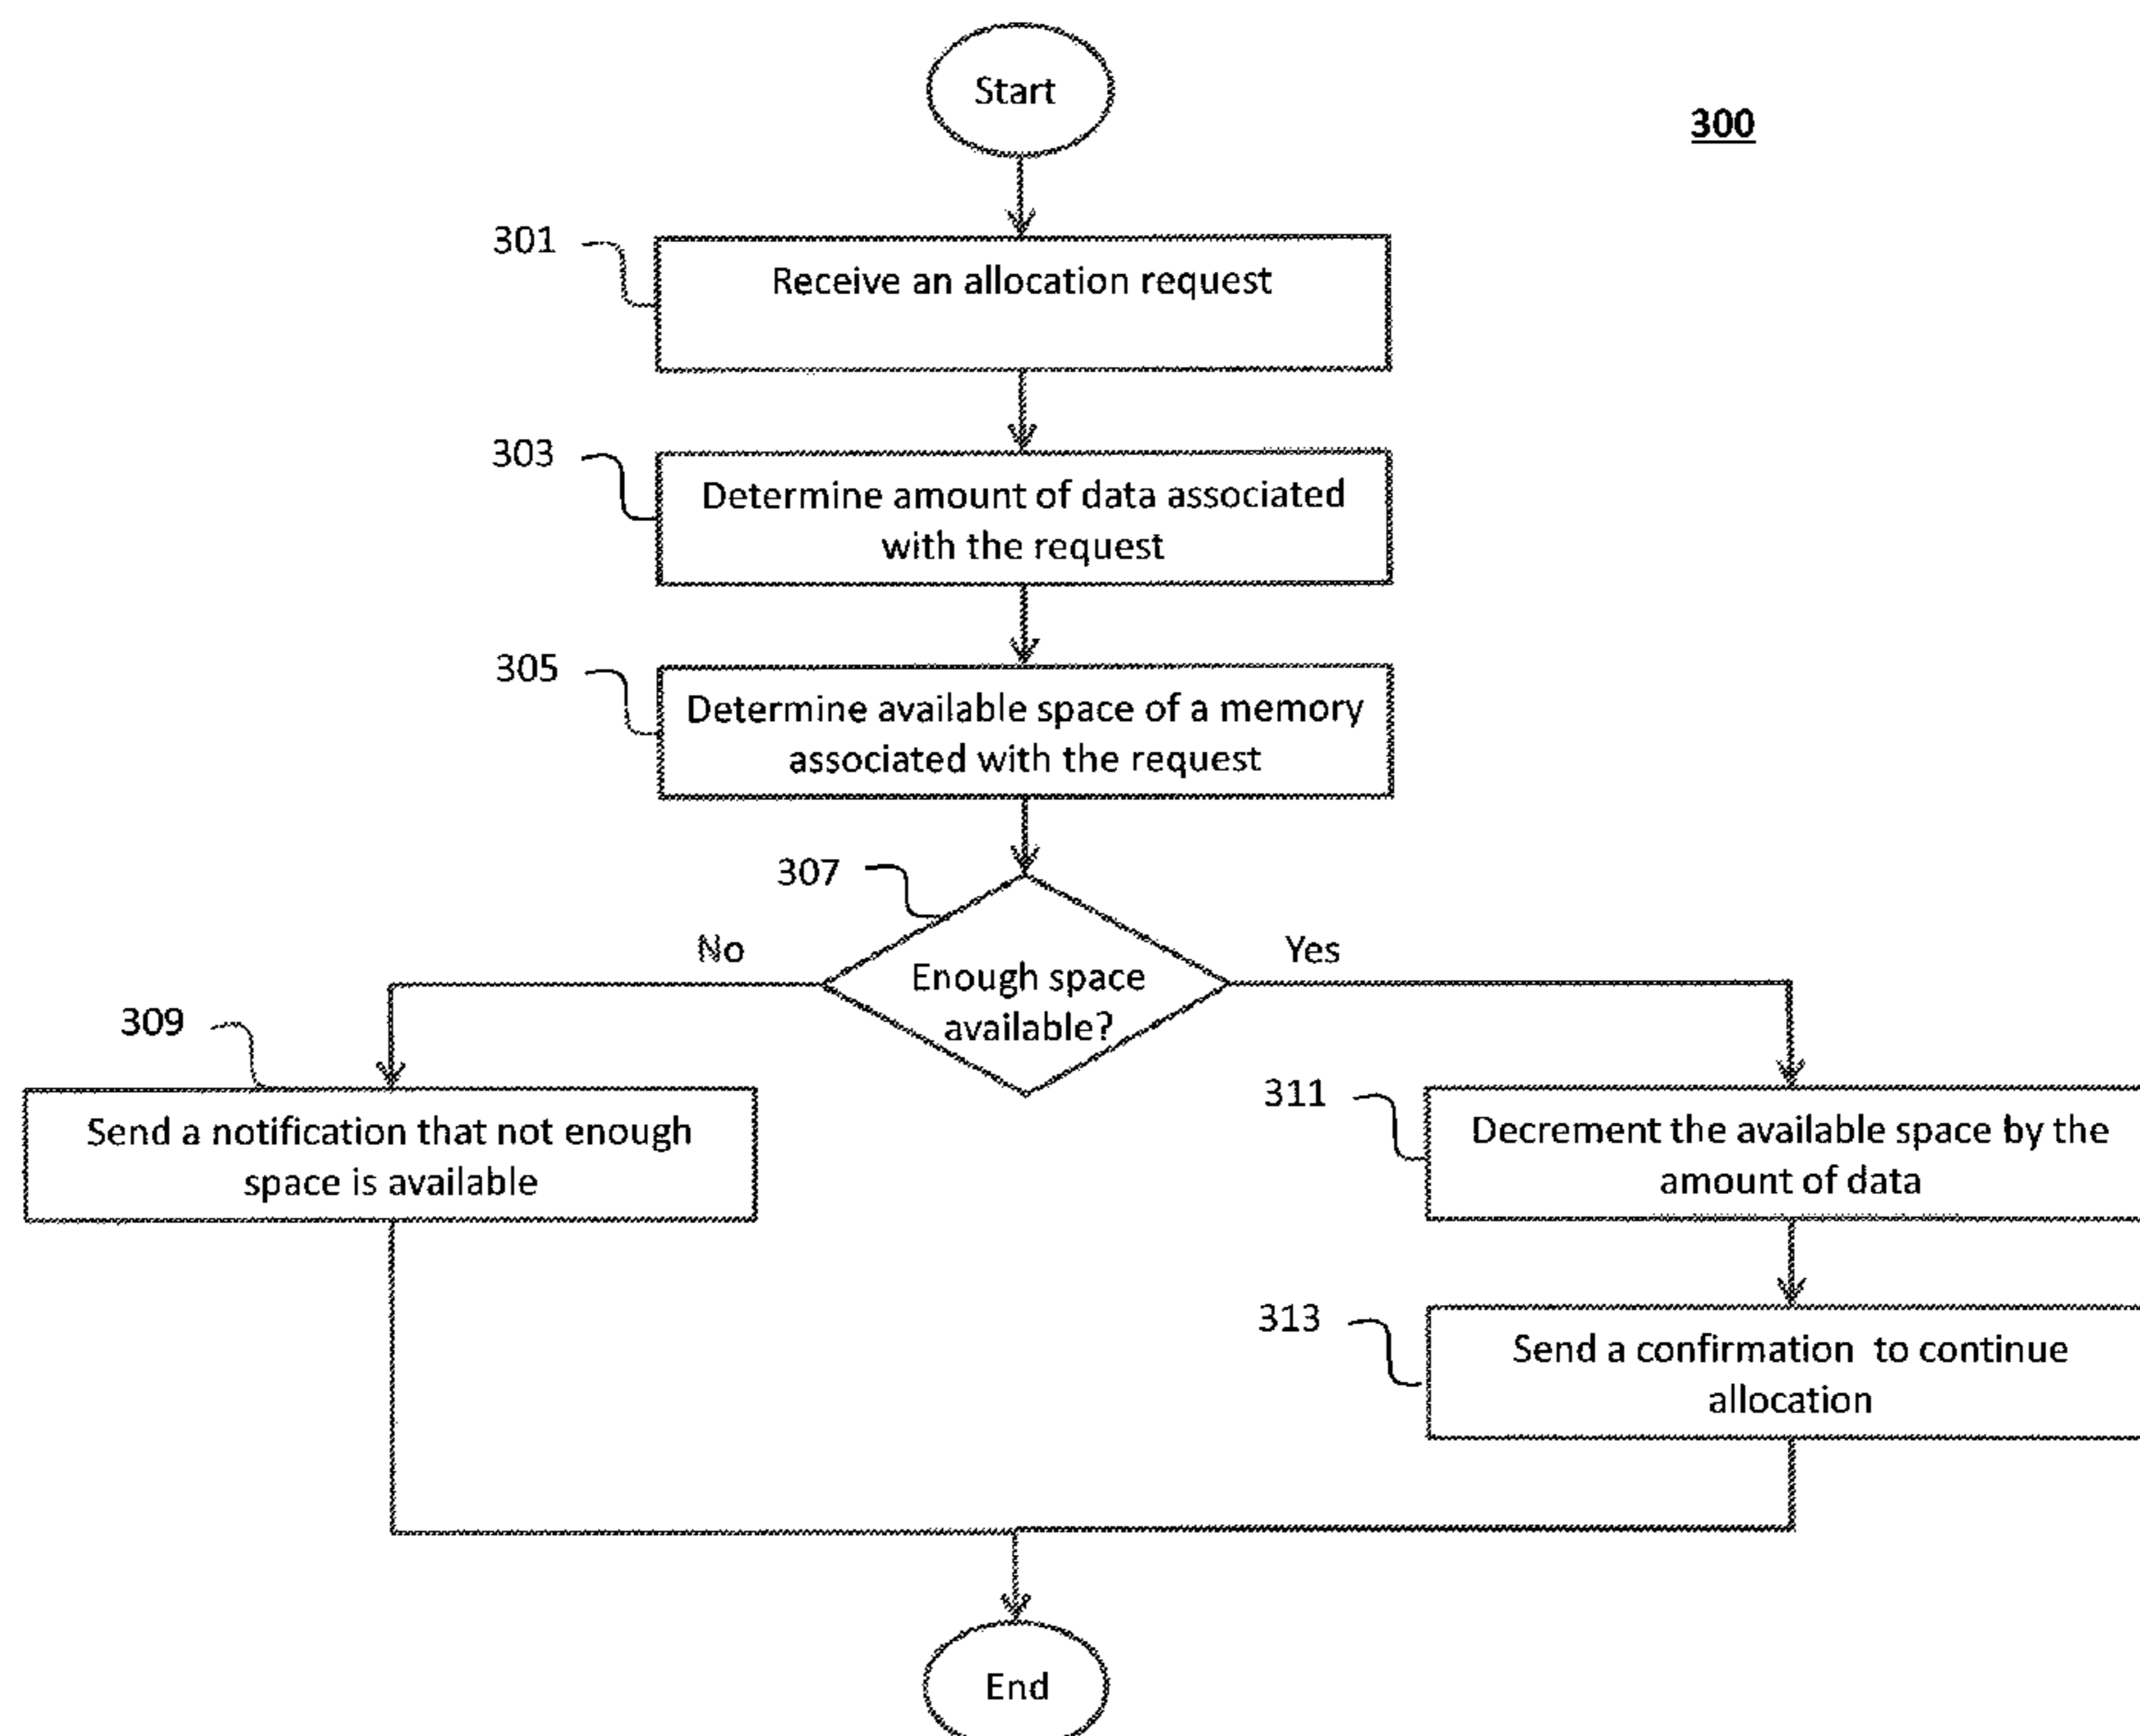 Start
300
301
Receive an allocation request
303
Determine amount of data associated
with the request
305
Determine available space of a memory
associated with the request
307
No
Yes
Enough space
available?
309
Send a notification that not enough
space is available
311
Decrement the available space by the
amount of data
313
Send a confirmation to continue
allocation
End